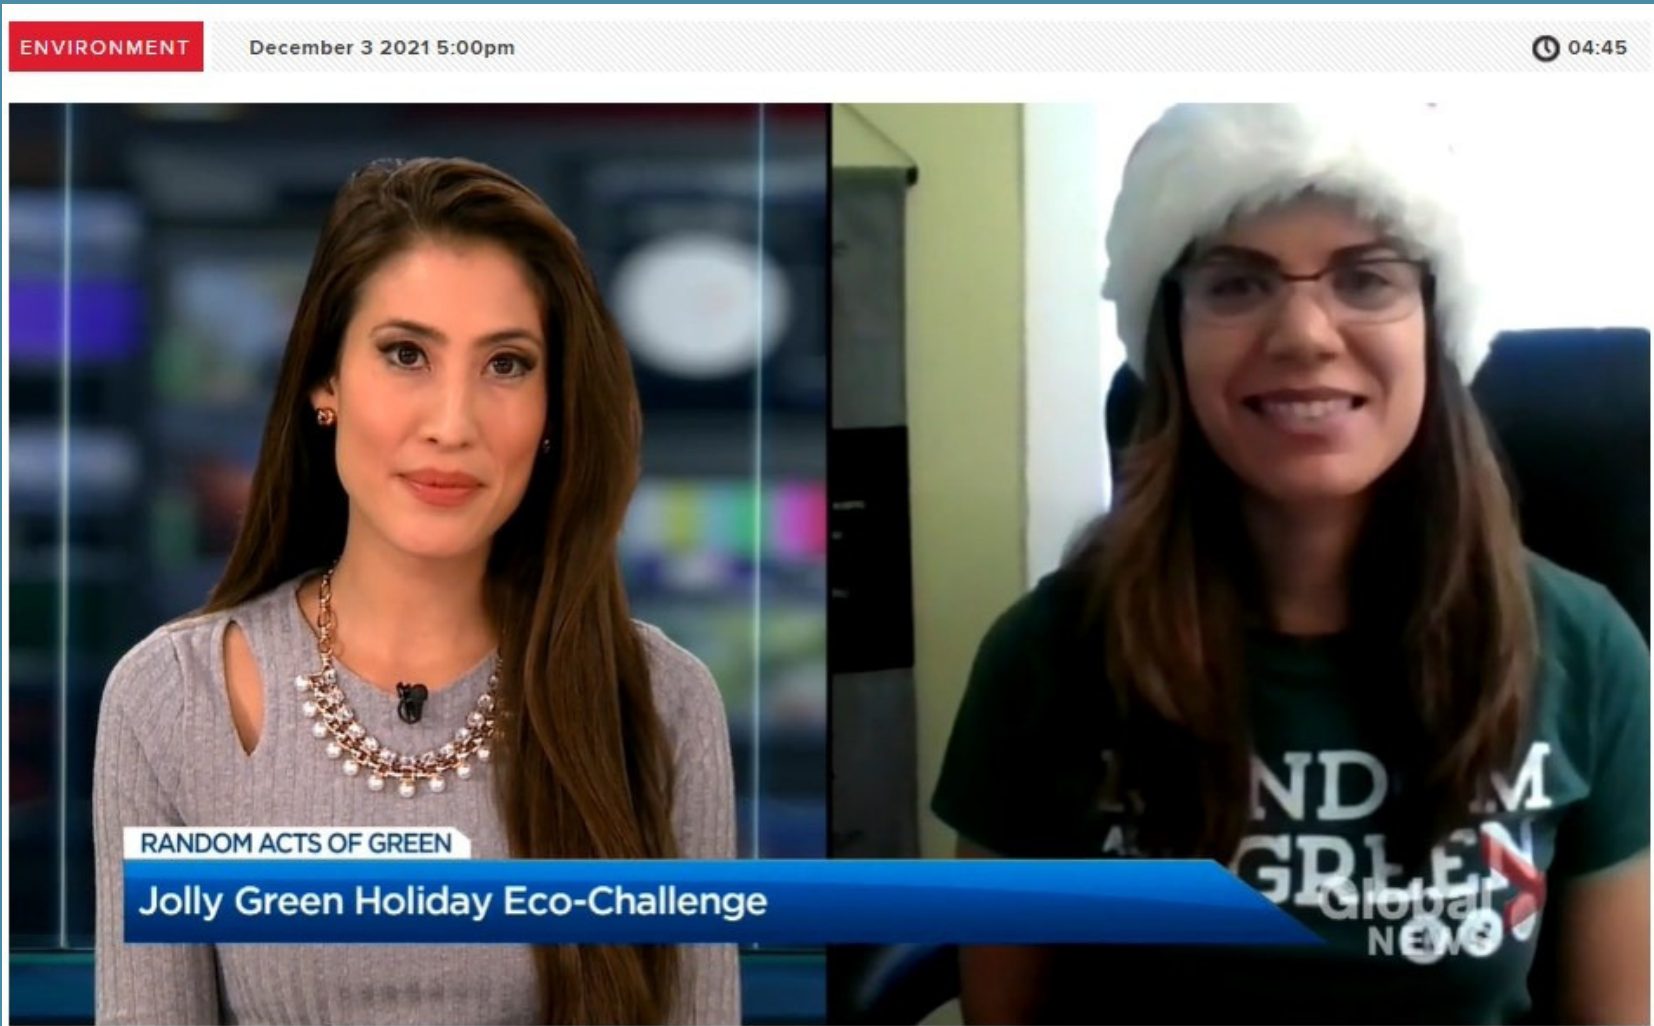 ENVIRONMENT
December 3 2021 5:00pm
04:45
RANDOM ACTS OF GREEN
Jolly Green Holiday Eco-Challenge
GREEN
Global
NEWS